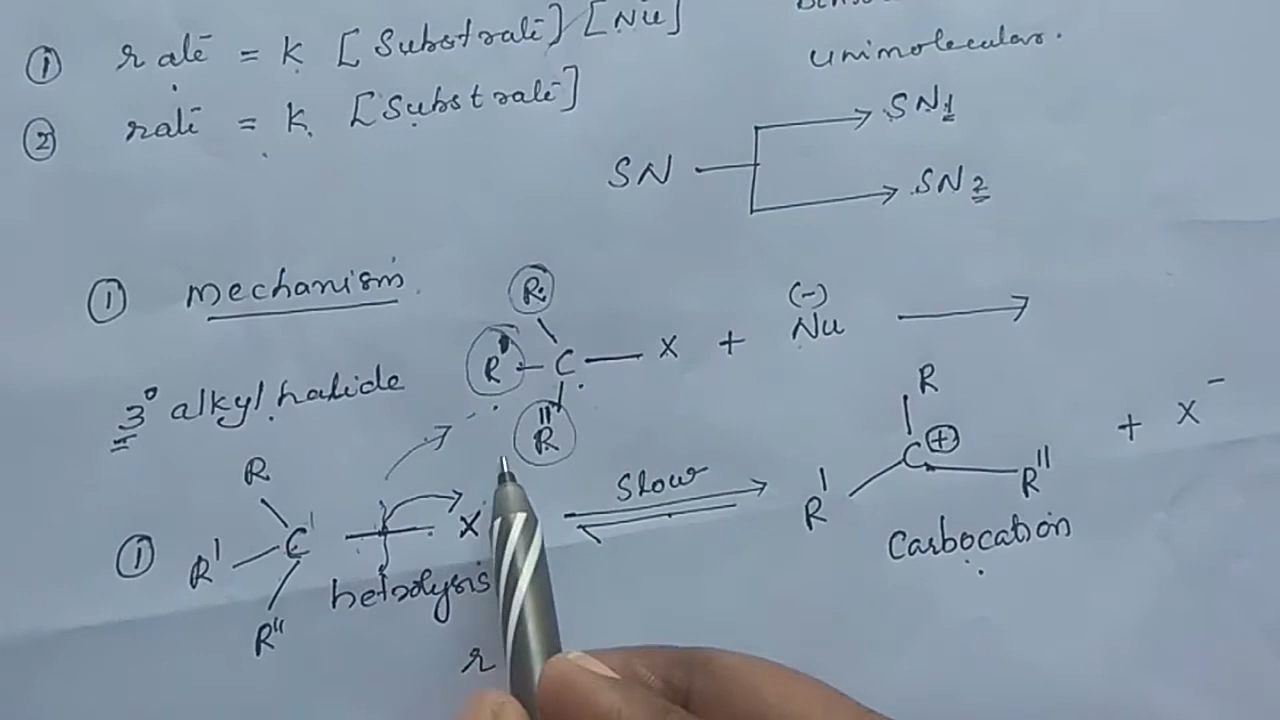 ① rate = k [Substrate] [Nu]
② rate = k [Substrate]
unimolecular.
SN1
SN
SN2
① mechanism.
3° alkyl halide
R
R' C X + Nu (-)
R"
① R R' C X R"
hetrolysis
Slow
R R' C ⊕ R" + X⁻
Carbocation
r